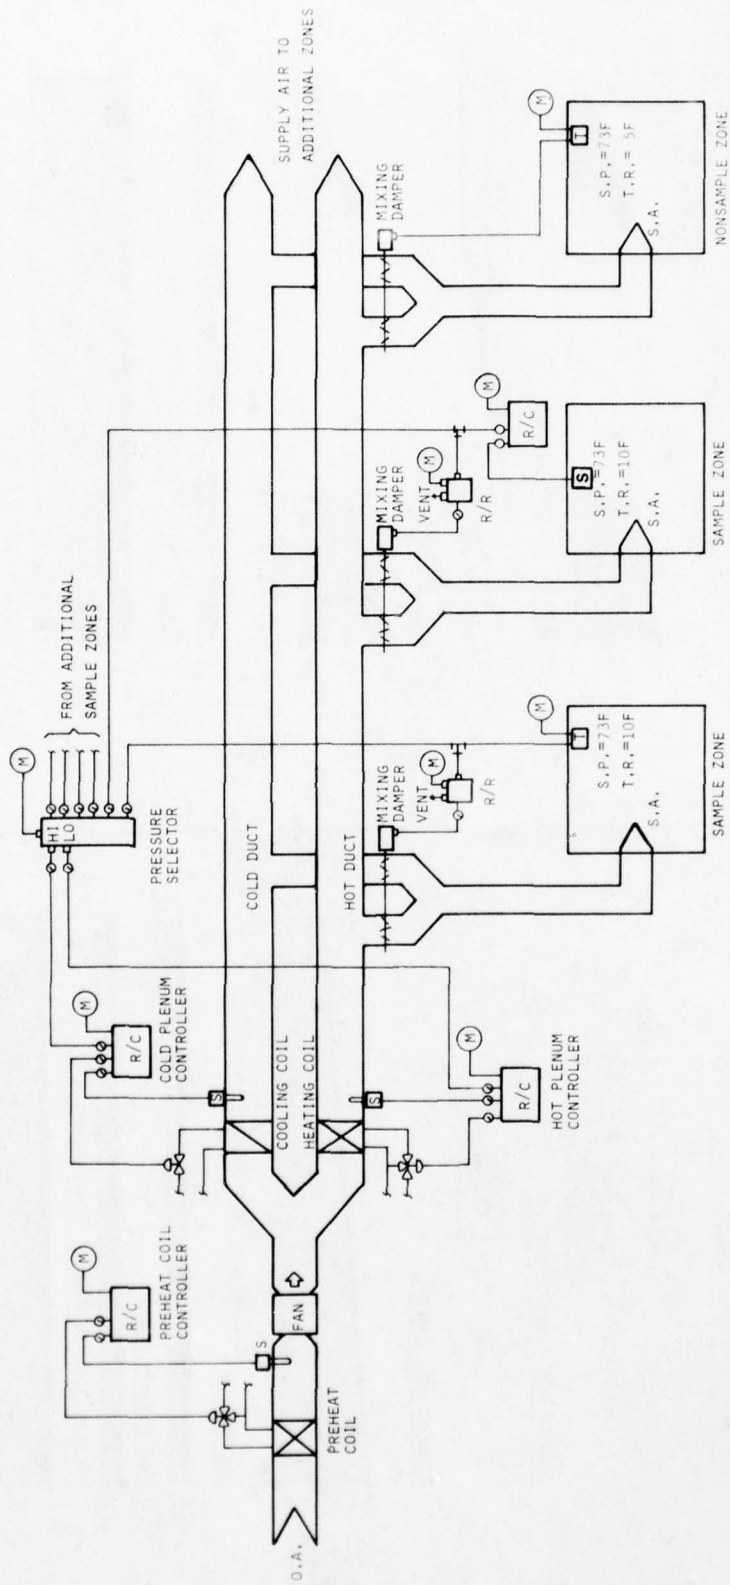 SUPPLY AIR TO
ADDITIONAL ZONES
M
FROM ADDITIONAL
SAMPLE ZONES
HI
LO
PRESSURE
SELECTOR
M
R/C
COLD PLENUM
CONTROLLER
S
M
R/C
PREHEAT COIL
CONTROLLER
S
O.A.
PREHEAT
COIL
FAN
COOLING COIL
HEATING COIL
COLD DUCT
HOT DUCT
S
M
R/C
HOT PLENUM
CONTROLLER
MIXING
DAMPER
VENT
M
R/R
M
T
S.P.=73F
T.R.=10F
S.A.
SAMPLE ZONE
MIXING
DAMPER
VENT
M
R/R
M
R/C
S
S.P.=73F
T.R.=10F
S.A.
SAMPLE ZONE
MIXING
DAMPER
M
T
S.P.=73F
T.R.= 5F
S.A.
NONSAMPLE ZONE